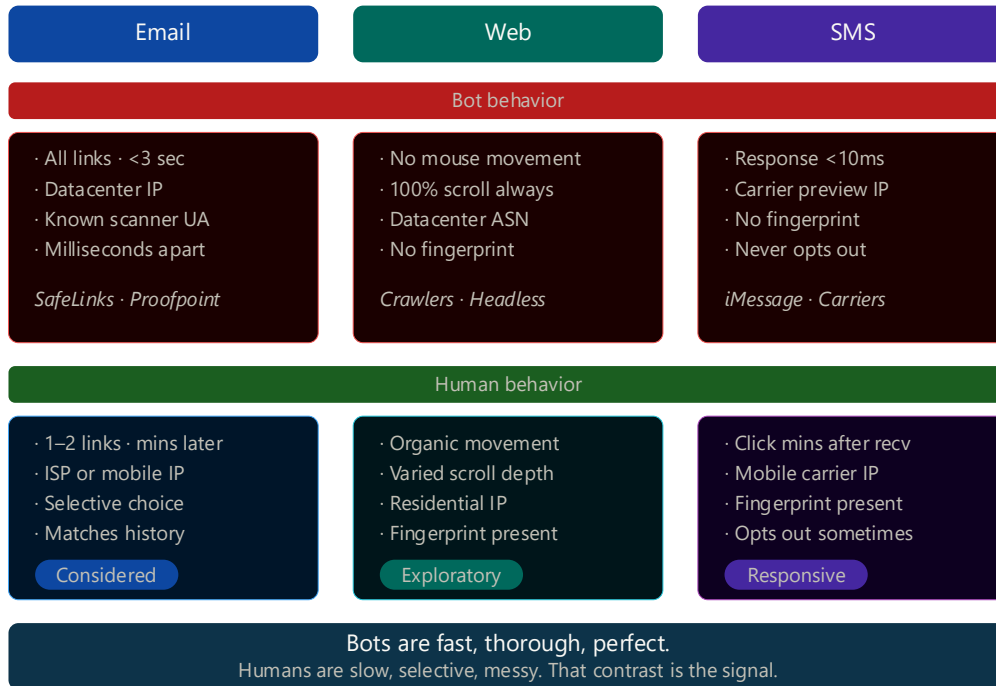 Email
Web
SMS
Bot behavior
· All links · <3 sec
· Datacenter IP
· Known scanner UA
· Milliseconds apart
SafeLinks · Proofpoint
· No mouse movement
· 100% scroll always
· Datacenter ASN
· No fingerprint
Crawlers · Headless
· Response <10ms
· Carrier preview IP
· No fingerprint
· Never opts out
iMessage · Carriers
Human behavior
· 1–2 links · mins later
· ISP or mobile IP
· Selective choice
· Matches history
Considered
· Organic movement
· Varied scroll depth
· Residential IP
· Fingerprint present
Exploratory
· Click mins after recv
· Mobile carrier IP
· Fingerprint present
· Opts out sometimes
Responsive
Bots are fast, thorough, perfect.
Humans are slow, selective, messy. That contrast is the signal.